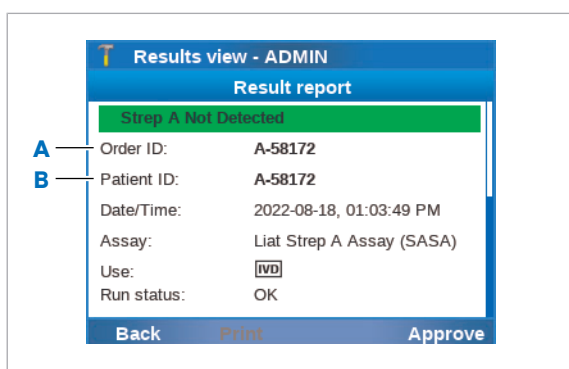 Results view - ADMIN
Result report
Strep A Not Detected
A Order ID: A-58172
B Patient ID: A-58172
Date/Time: 2022-08-18, 01:03:49 PM
Assay: Liat Strep A Assay (SASA)
Use: IVD
Run status: OK
Back Print Approve